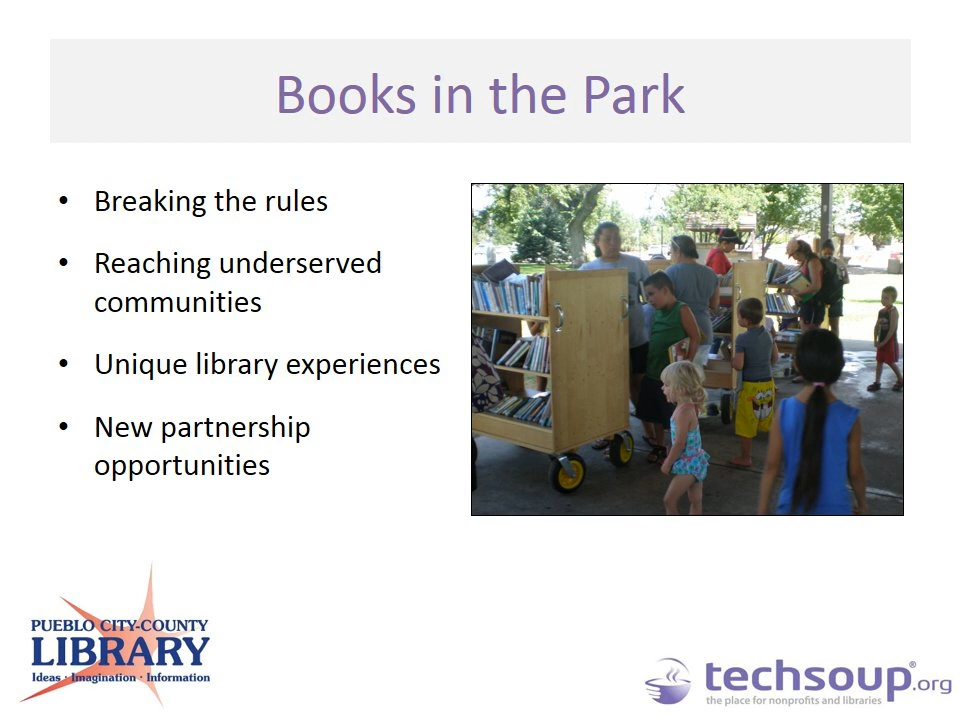 Books in the Park
• Breaking the rules
• Reaching underserved
communities
• Unique library experiences
• New partnership
opportunities
PUEBLO CITY-COUNTY
LIBRARY
Ideas · Imagination · Information
techsoup®.org
the place for nonprofits and libraries